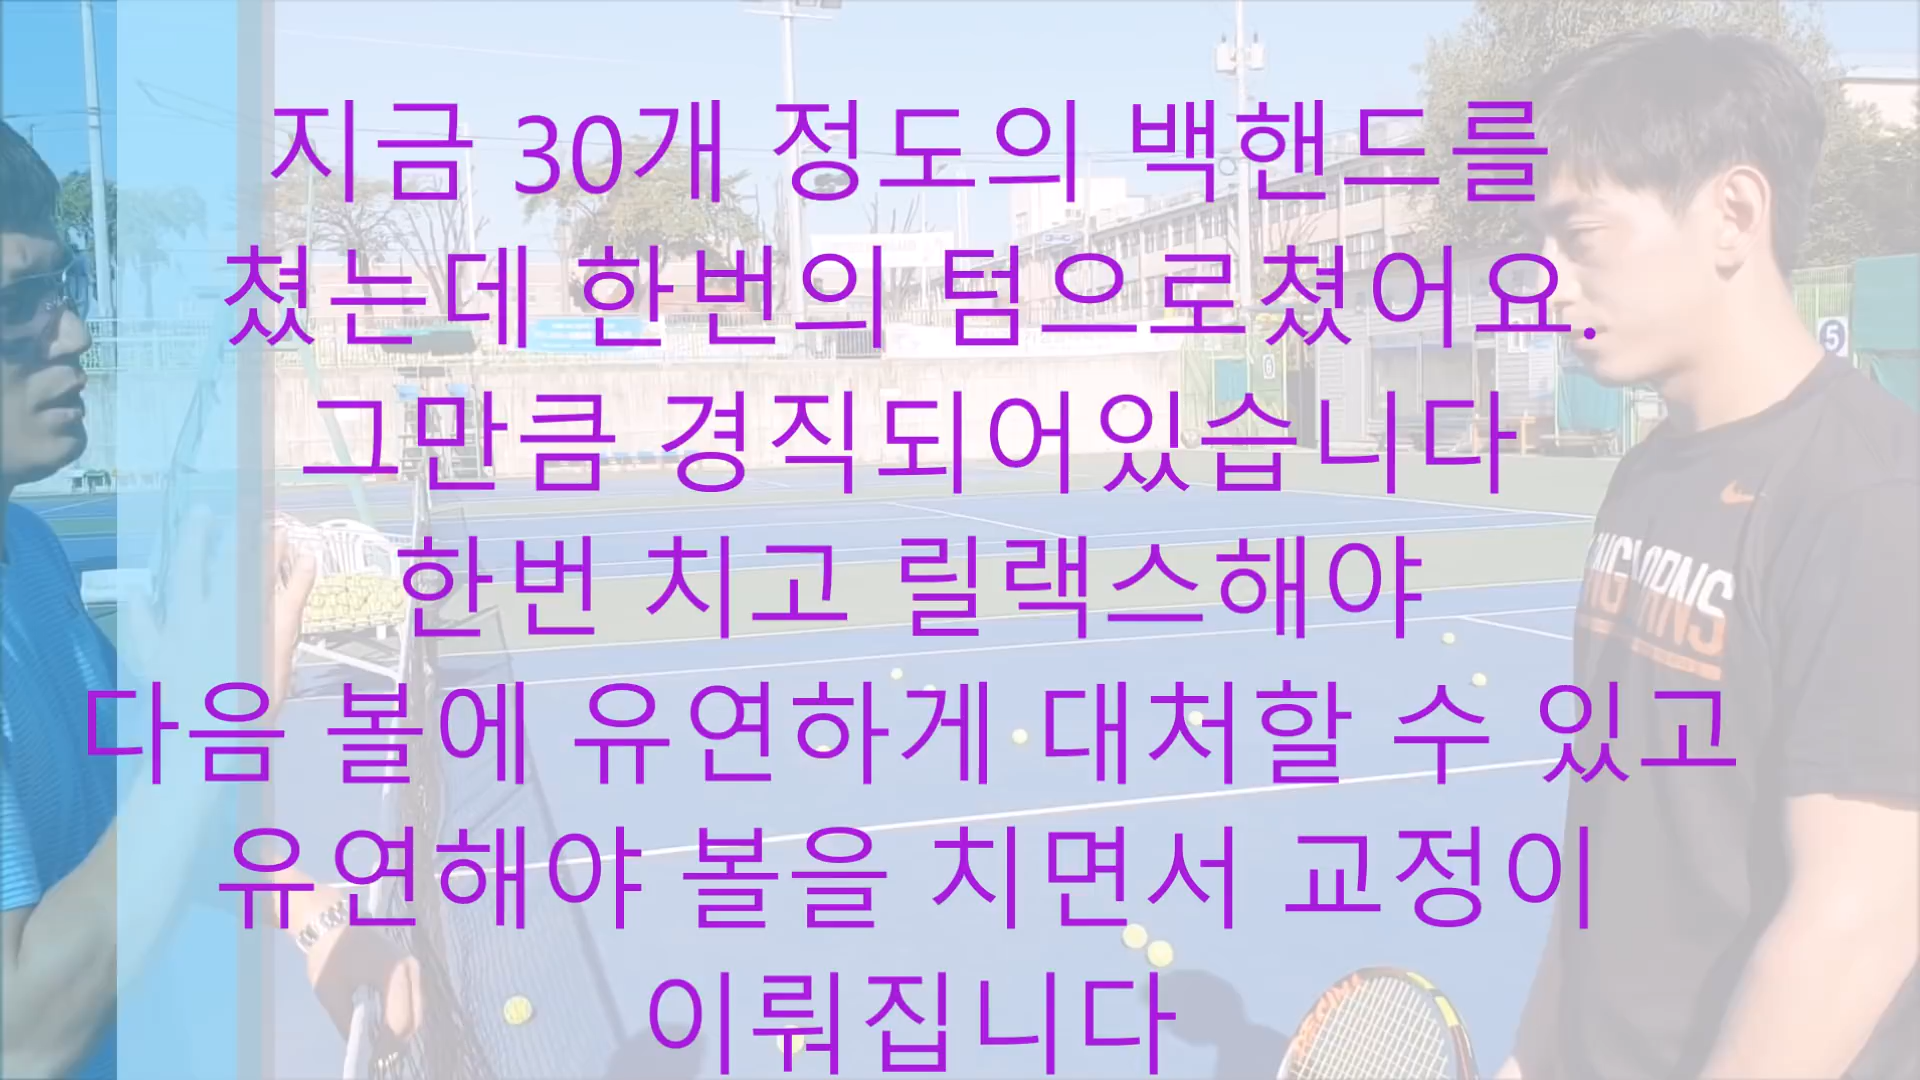 지금 30개 정도의 백핸드를
쳤는데 한번의 텀으로쳤어요.
그만큼 경직되어있습니다
한번 치고 릴랙스해야
다음 볼에 유연하게 대처할 수 있고
유연해야 볼을 치면서 교정이
이뤄집니다
5